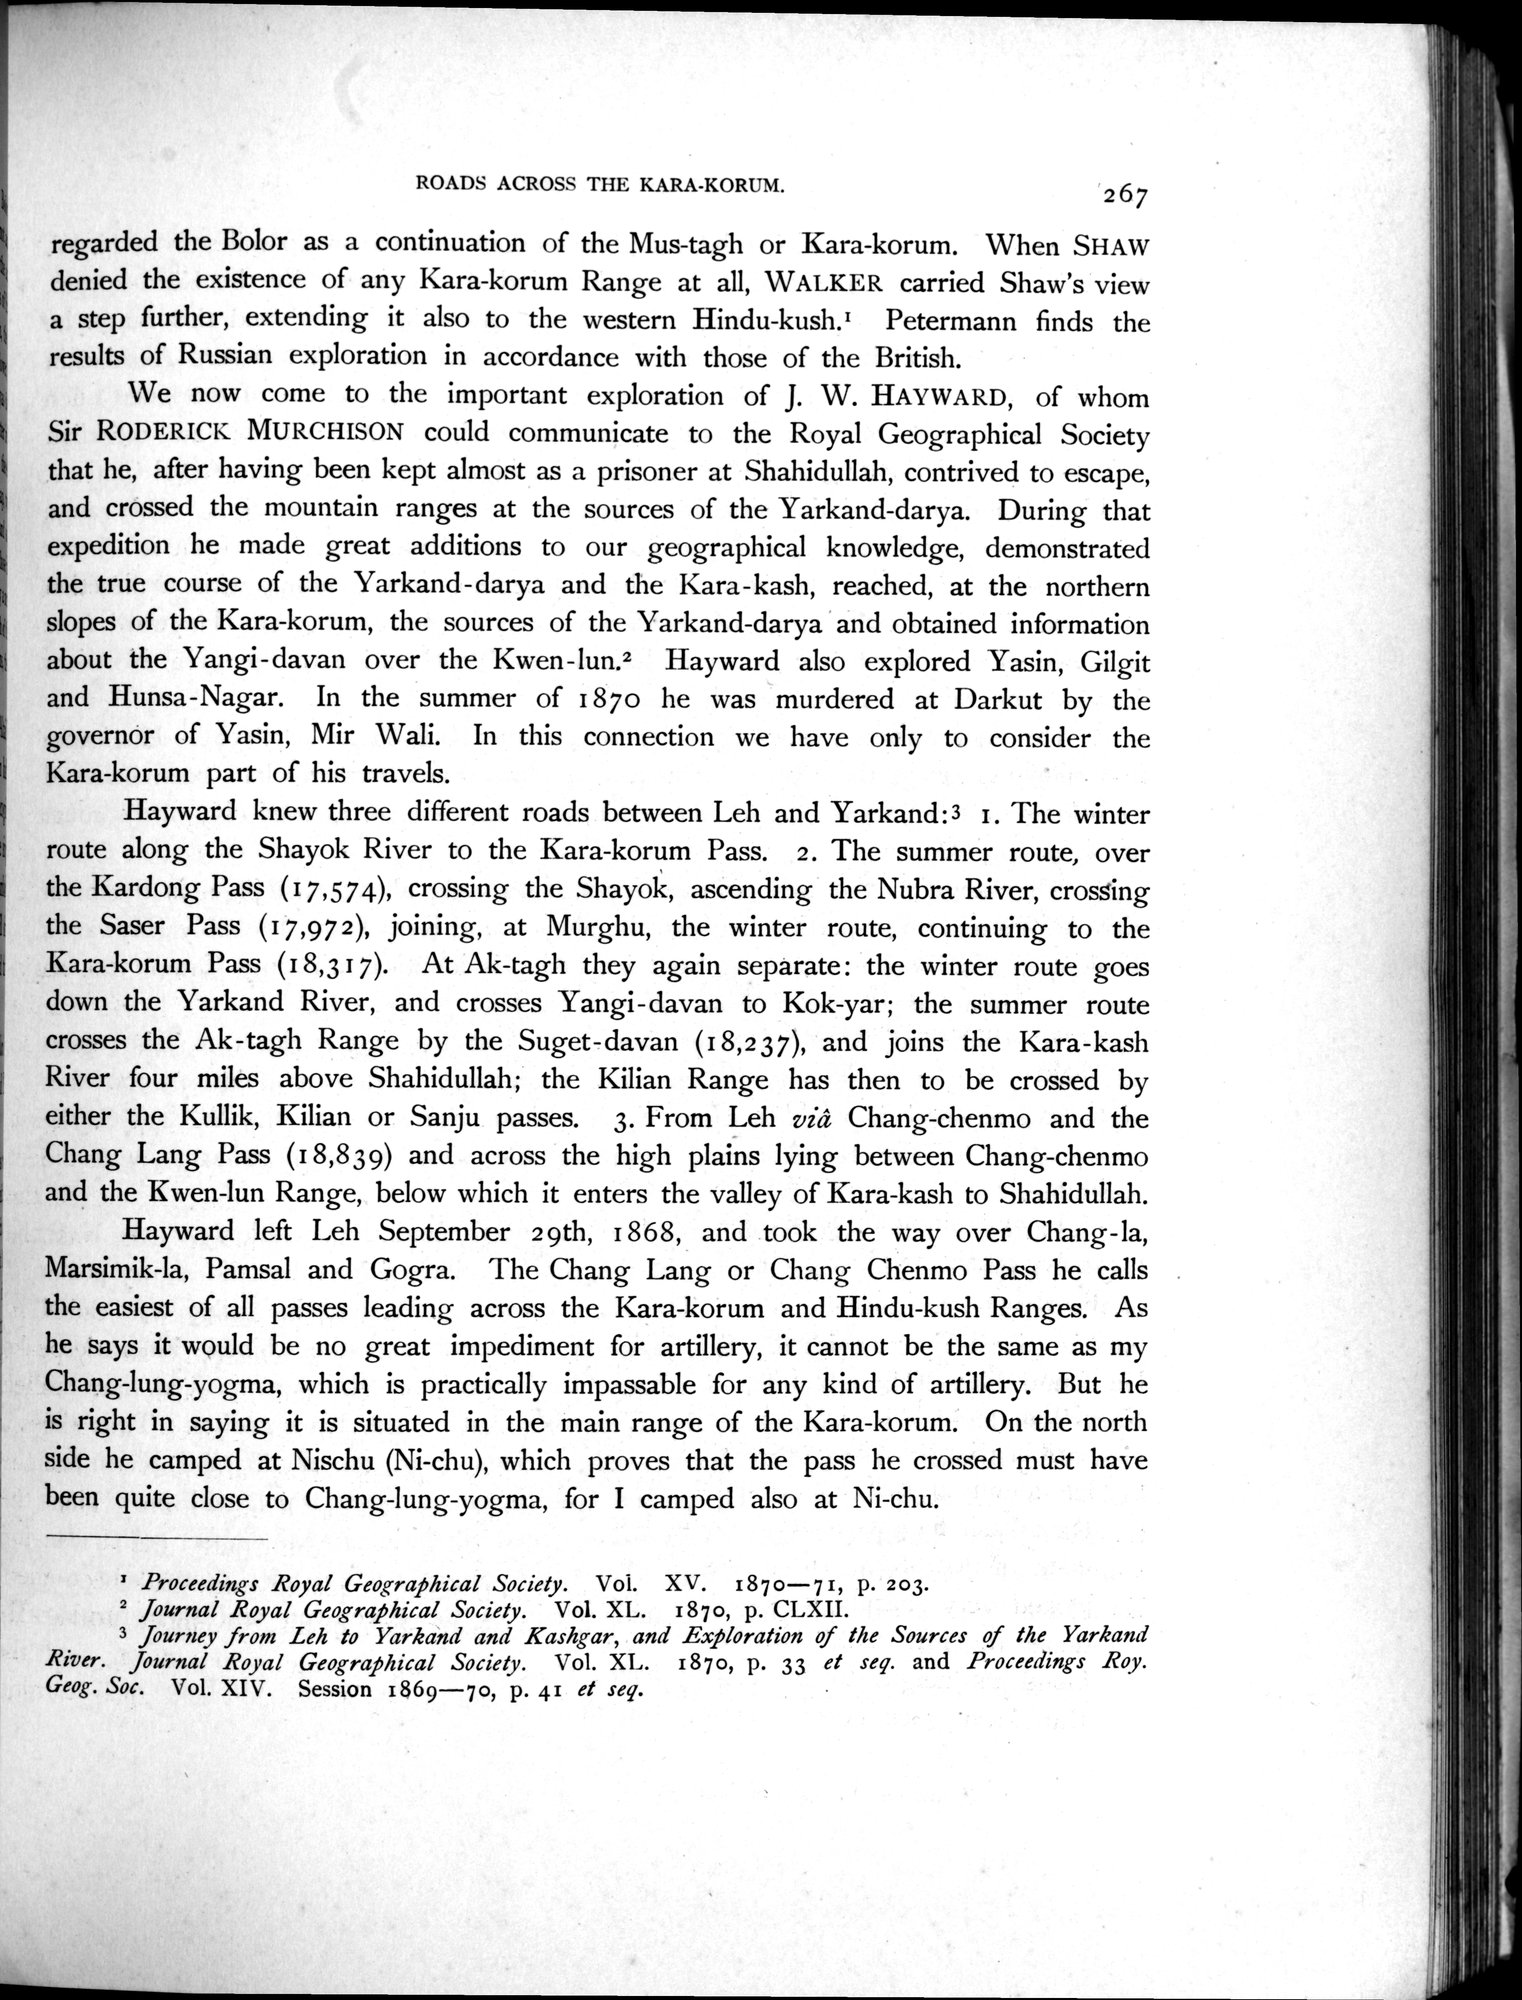 ROADS ACROSS THE KARA-KORUM.
267
regarded the Bolor as a continuation of the Mus-tagh or Kara-korum. When SHAW
denied the existence of any Kara-korum Range at all, WALKER carried Shaw's view
a step further, extending it also to the western Hindu-kush.¹ Petermann finds the
results of Russian exploration in accordance with those of the British.
We now come to the important exploration of J. W. HAYWARD, of whom
Sir RODERICK MURCHISON could communicate to the Royal Geographical Society
that he, after having been kept almost as a prisoner at Shahidullah, contrived to escape,
and crossed the mountain ranges at the sources of the Yarkand-darya. During that
expedition he made great additions to our geographical knowledge, demonstrated
the true course of the Yarkand-darya and the Kara-kash, reached, at the northern
slopes of the Kara-korum, the sources of the Yarkand-darya and obtained information
about the Yangi-davan over the Kwen-lun.² Hayward also explored Yasin, Gilgit
and Hunsa-Nagar. In the summer of 1870 he was murdered at Darkut by the
governor of Yasin, Mir Wali. In this connection we have only to consider the
Kara-korum part of his travels.
Hayward knew three different roads between Leh and Yarkand:³ 1. The winter
route along the Shayok River to the Kara-korum Pass. 2. The summer route, over
the Kardong Pass (17,574), crossing the Shayok, ascending the Nubra River, crossing
the Saser Pass (17,972), joining, at Murghu, the winter route, continuing to the
Kara-korum Pass (18,317). At Ak-tagh they again separate: the winter route goes
down the Yarkand River, and crosses Yangi-davan to Kok-yar; the summer route
crosses the Ak-tagh Range by the Suget-davan (18,237), and joins the Kara-kash
River four miles above Shahidullah; the Kilian Range has then to be crossed by
either the Kullik, Kilian or Sanju passes. 3. From Leh viâ Chang-chenmo and the
Chang Lang Pass (18,839) and across the high plains lying between Chang-chenmo
and the Kwen-lun Range, below which it enters the valley of Kara-kash to Shahidullah.
Hayward left Leh September 29th, 1868, and took the way over Chang-la,
Marsimik-la, Pamsal and Gogra. The Chang Lang or Chang Chenmo Pass he calls
the easiest of all passes leading across the Kara-korum and Hindu-kush Ranges. As
he says it would be no great impediment for artillery, it cannot be the same as my
Chang-lung-yogma, which is practically impassable for any kind of artillery. But he
is right in saying it is situated in the main range of the Kara-korum. On the north
side he camped at Nischu (Ni-chu), which proves that the pass he crossed must have
been quite close to Chang-lung-yogma, for I camped also at Ni-chu.
¹ Proceedings Royal Geographical Society. Vol. XV. 1870—71, p. 203.
² Journal Royal Geographical Society. Vol. XL. 1870, p. CLXII.
³ Journey from Leh to Yarkand and Kashgar, and Exploration of the Sources of the Yarkand
River. Journal Royal Geographical Society. Vol. XL. 1870, p. 33 et seq. and Proceedings Roy.
Geog. Soc. Vol. XIV. Session 1869—70, p. 41 et seq.